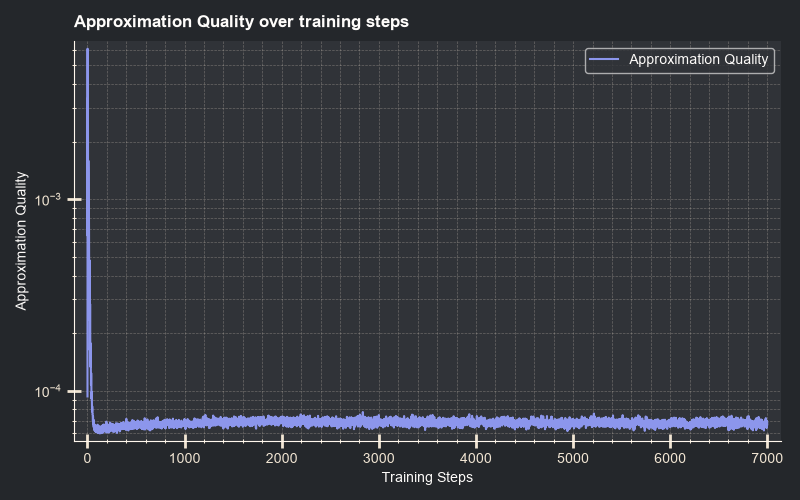 Approximation Quality over training steps
Approximation Quality
Approximation Quality
10⁻³
10⁻⁴
0 1000 2000 3000 4000 5000 6000 7000
Training Steps